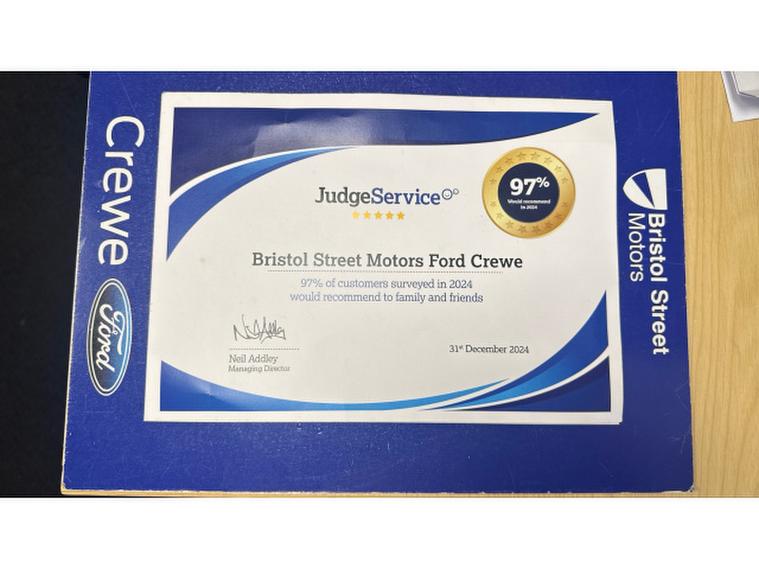 Crewe
Ford
JudgeService
97%
Would recommend
in 2024
Bristol Street Motors Ford Crewe
97% of customers surveyed in 2024
would recommend to family and friends
Neil Addley
Managing Director
31st December 2024
Bristol Street
Motors